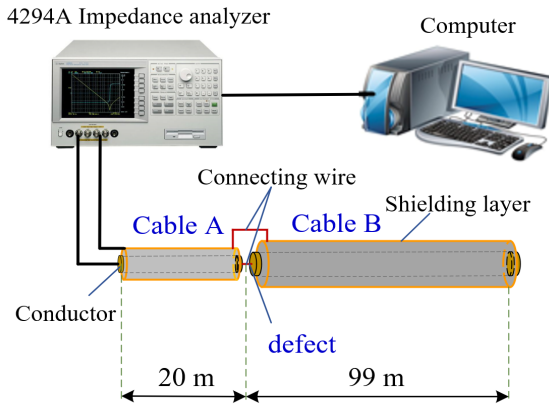 4294A Impedance analyzer
Computer
Connecting wire
Cable A
Cable B
Shielding layer
Conductor
defect
20 m
99 m